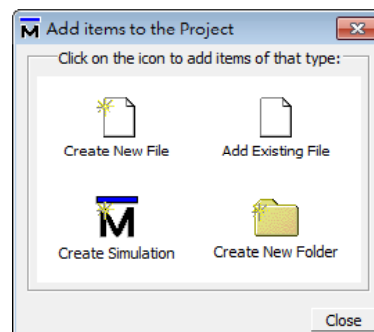 Add items to the Project
Click on the icon to add items of that type:
Create New File
Add Existing File
Create Simulation
Create New Folder
Close